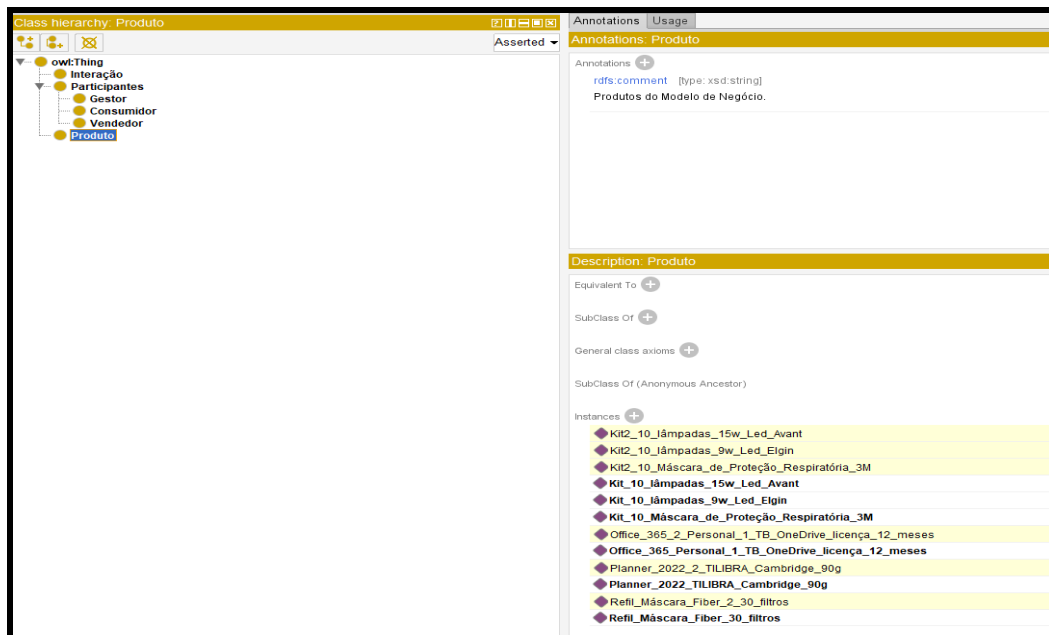 Class hierarchy: Produto
Asserted
owl:Thing
Interação
Participantes
Gestor
Consumidor
Vendedor
Produto
Annotations Usage
Annotations: Produto
Annotations
rdfs:comment [type: xsd:string]
Produtos do Modelo de Negócio.
Description: Produto
Equivalent To
SubClass Of
General class axioms
SubClass Of (Anonymous Ancestor)
Instances
Kit2_10_lâmpadas_15w_Led_Avant
Kit2_10_lâmpadas_9w_Led_Elgin
Kit2_10_Máscara_de_Proteção_Respiratória_3M
Kit_10_lâmpadas_15w_Led_Avant
Kit_10_lâmpadas_9w_Led_Elgin
Kit_10_Máscara_de_Proteção_Respiratória_3M
Office_365_2_Personal_1_TB_OneDrive_licença_12_meses
Office_365_Personal_1_TB_OneDrive_licença_12_meses
Planner_2022_2_TILIBRA_Cambridge_90g
Planner_2022_TILIBRA_Cambridge_90g
Refil_Máscara_Fiber_2_30_filtros
Refil_Máscara_Fiber_30_filtros